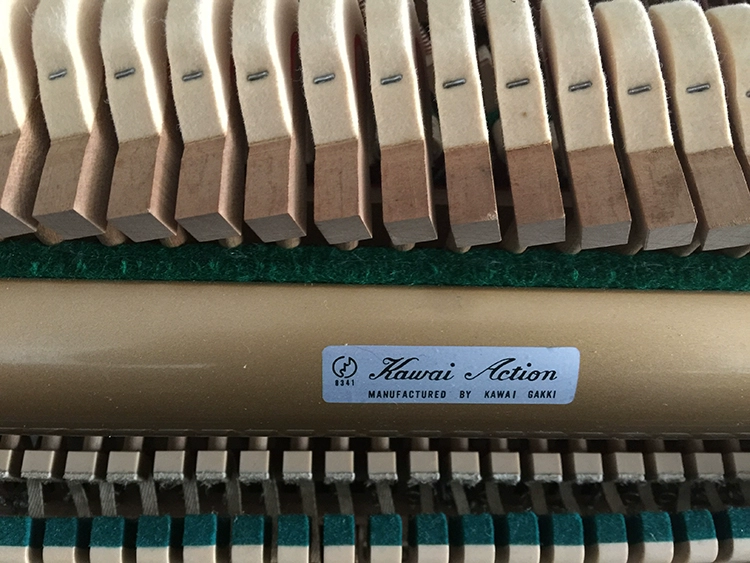 Kawai Action
8341
MANUFACTURED BY KAWAI GAKKI